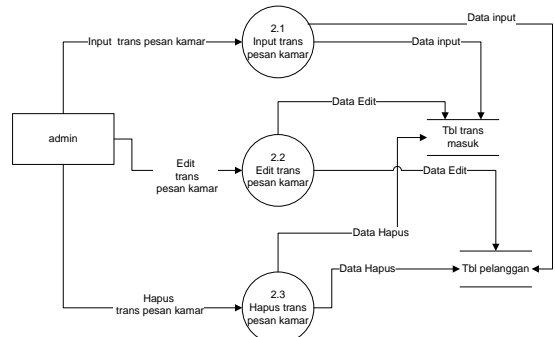 Data input
2.1
Input trans
pesan kamar
Input trans pesan kamar
Data input
Data Edit
admin
Tbl trans
masuk
2.2
Edit trans
pesan kamar
Edit
trans
pesan kamar
Data Edit
Data Hapus
Data Hapus
Tbl pelanggan
2.3
Hapus trans
pesan kamar
Hapus
trans pesan kamar